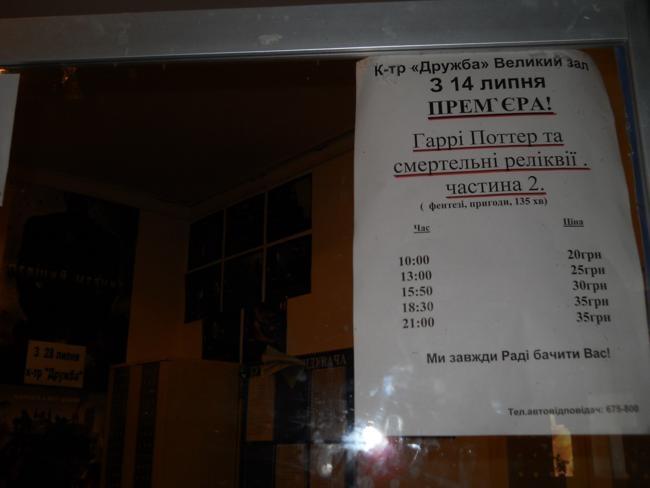 К-тр «Дружба» Великий зал
З 14 липня
ПРЕМ`ЄРА!
Гаррі Поттер та
смертельні реліквії .
частина 2.
( фентезі, пригоди, 135 хв)
Час Ціна
10:00 20грн
13:00 25грн
15:50 30грн
18:30 35грн
21:00 35грн
Ми завжди Раді бачити Вас!
Тел.автовідповідач: 675-800
З 28 липня
к-тр "Дружба"